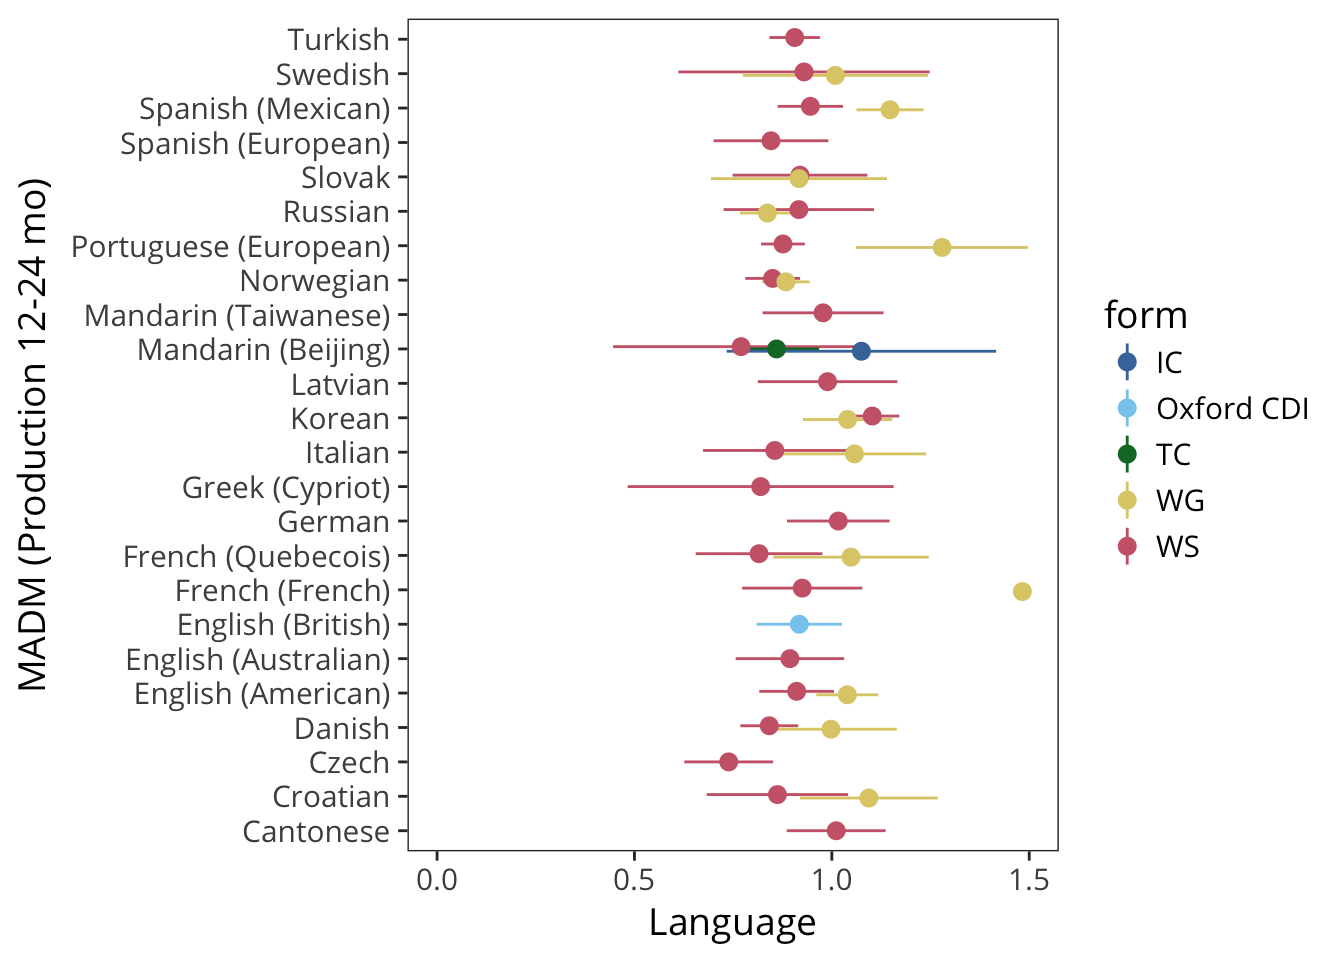 MADM (Production 12-24 mo)
Turkish
Swedish
Spanish (Mexican)
Spanish (European)
Slovak
Russian
Portuguese (European)
Norwegian
Mandarin (Taiwanese)
Mandarin (Beijing)
Latvian
Korean
Italian
Greek (Cypriot)
German
French (Quebecois)
French (French)
English (British)
English (Australian)
English (American)
Danish
Czech
Croatian
Cantonese
0.0 0.5 1.0 1.5
Language
form
IC
Oxford CDI
TC
WG
WS